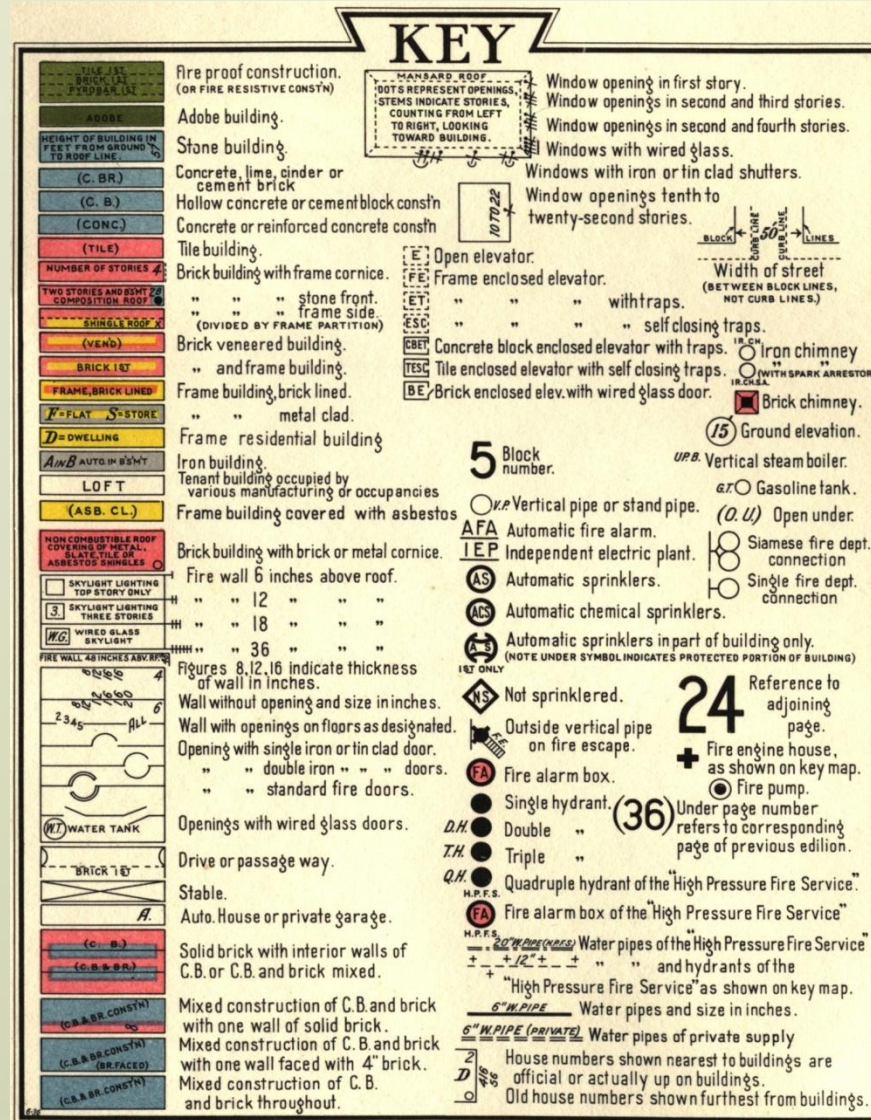 KEY
TILE 1ST
BRICK 1ST
PYROBAR 1ST
Fire proof construction.
(OR FIRE RESISTIVE CONST'N)
ADOBE
Adobe building.
HEIGHT OF BUILDING IN
FEET FROM GROUND
TO ROOF LINE.
Stone building.
(C. BR.)
Concrete, lime, cinder or
cement brick
(C. B.)
Hollow concrete or cement block const'n
(CONC.)
Concrete or reinforced concrete const'n
(TILE)
Tile building.
NUMBER OF STORIES 4
Brick building with frame cornice.
TWO STORIES AND BSMT 2B
COMPOSITION ROOF
„ „ „ stone front.
„ „ „ frame side.
SHINGLE ROOF X
(DIVIDED BY FRAME PARTITION)
(VEN'D)
Brick veneered building.
BRICK 1ST
„ and frame building.
FRAME, BRICK LINED
Frame building, brick lined.
F=FLAT S=STORE
„ „ metal clad.
D=DWELLING
Frame residential building
A IN B AUTO. IN B'SM'T
Iron building.
LOFT
Tenant building occupied by
various manufacturing or occupancies
(ASB. CL.)
Frame building covered with asbestos
NON COMBUSTIBLE ROOF
COVERING OF METAL,
SLATE, TILE OR
ASBESTOS SHINGLES
Brick building with brick or metal cornice.
SKYLIGHT LIGHTING
TOP STORY ONLY
Fire wall 6 inches above roof.
3.
SKYLIGHT LIGHTING
THREE STORIES
„ „ 12 „ „ „
„ „ 18 „ „ „
W.G. WIRED GLASS
SKYLIGHT
„ „ 36 „ „ „
FIRE WALL 48 INCHES ABV. RF.
Figures 8, 12, 16 indicate thickness
of wall in inches.
4
6
Wall without opening and size in inches.
2 3 4 5 ALL
Wall with openings on floors as designated.
Opening with single iron or tin clad door.
„ „ double iron „ „ „ doors.
„ „ standard fire doors.
W.T. WATER TANK
Openings with wired glass doors.
BRICK 1ST
Drive or passage way.
Stable.
A.
Auto. House or private garage.
(C. B.)
(C.B.& BR.)
Solid brick with interior walls of
C.B. or C.B. and brick mixed.
(C.B.& BR. CONST'N)
8
Mixed construction of C.B. and brick
with one wall of solid brick.
(C.B.& BR. CONST'N)
(BR. FACED)
Mixed construction of C.B. and brick
with one wall faced with 4" brick.
(C.B.& BR. CONST'N)
Mixed construction of C.B.
and brick throughout.
MANSARD ROOF
DOTS REPRESENT OPENINGS,
STEMS INDICATE STORIES,
COUNTING FROM LEFT
TO RIGHT, LOOKING
TOWARD BUILDING.
Window opening in first story.
Window openings in second and third stories.
Window openings in second and fourth stories.
Windows with wired glass.
Windows with iron or tin clad shutters.
10 TO 22
Window openings tenth to
twenty-second stories.
BLOCK
CURB LINE
50'
CURB LINE
LINES
Width of street
(BETWEEN BLOCK LINES,
NOT CURB LINES.)
E Open elevator.
FE Frame enclosed elevator.
ET „ „ „ with traps.
ESC „ „ „ self closing traps.
CBET Concrete block enclosed elevator with traps.
TESC Tile enclosed elevator with self closing traps.
BE Brick enclosed elev. with wired glass door.
IR. CH.
Iron chimney
„ „
(WITH SPARK ARRESTOR
IR. CH. S.A.
Brick chimney.
15 Ground elevation.
5 Block
number.
UP.B. Vertical steam boiler.
G.T. Gasoline tank.
V.P. Vertical pipe or stand pipe.
(O. U.) Open under.
AFA Automatic fire alarm.
IEP Independent electric plant.
Siamese fire dept.
connection
AS Automatic sprinklers.
Single fire dept.
connection
ACS Automatic chemical sprinklers.
AS
1ST ONLY
Automatic sprinklers in part of building only.
(NOTE UNDER SYMBOL INDICATES PROTECTED PORTION OF BUILDING)
NS Not sprinklered.
24 Reference to
adjoining
page.
F.E.
Outside vertical pipe
on fire escape.
Fire engine house,
as shown on key map.
FA Fire alarm box.
Fire pump.
Single hydrant.
D.H. Double „
T.H. Triple „
(36) Under page number
refers to corresponding
page of previous edition.
Q.H.
H.P.F.S.
Quadruple hydrant of the "High Pressure Fire Service."
FA
H.P.F.S.
Fire alarm box of the "High Pressure Fire Service"
20" W. PIPE (H.P.F.S.) Water pipes of the "High Pressure Fire Service"
12" „ „ and hydrants of the
"High Pressure Fire Service" as shown on key map.
6" W. PIPE Water pipes and size in inches.
6" W. PIPE (PRIVATE) Water pipes of private supply
2
D
House numbers shown nearest to buildings are
official or actually up on buildings.
Old house numbers shown furthest from buildings.